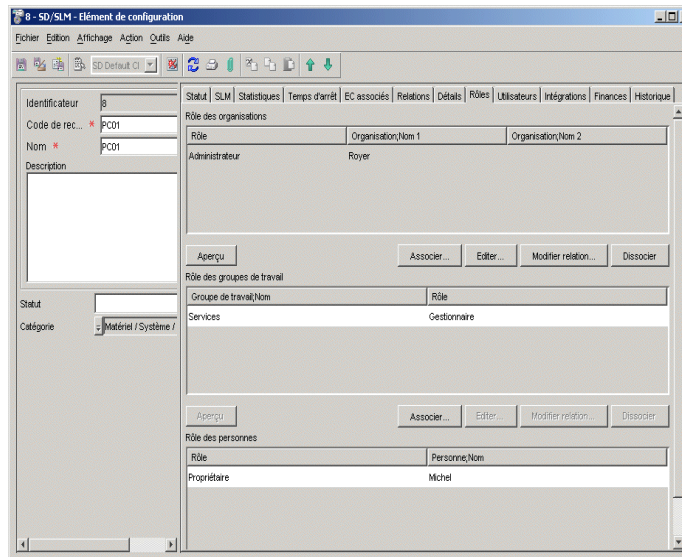 8 - SD/SLM - Elément de configuration
Fichier Edition Affichage Action Outils Aide
SD Default CI
Statut SLM Statistiques Temps d'arrêt EC associés Relations Détails Rôles Utilisateurs Intégrations Finances Historique
Identificateur 8
Code de rec... * PC01
Nom * PC01
Description
Statut
Catégorie Matériel / Système /
Rôle des organisations
Rôle Organisation;Nom 1 Organisation;Nom 2
Administrateur Royer
Aperçu Associer... Editer... Modifier relation... Dissocier
Rôle des groupes de travail
Groupe de travail;Nom Rôle
Services Gestionnaire
Aperçu Associer... Editer... Modifier relation... Dissocier
Rôle des personnes
Rôle Personne;Nom
Propriétaire Michel